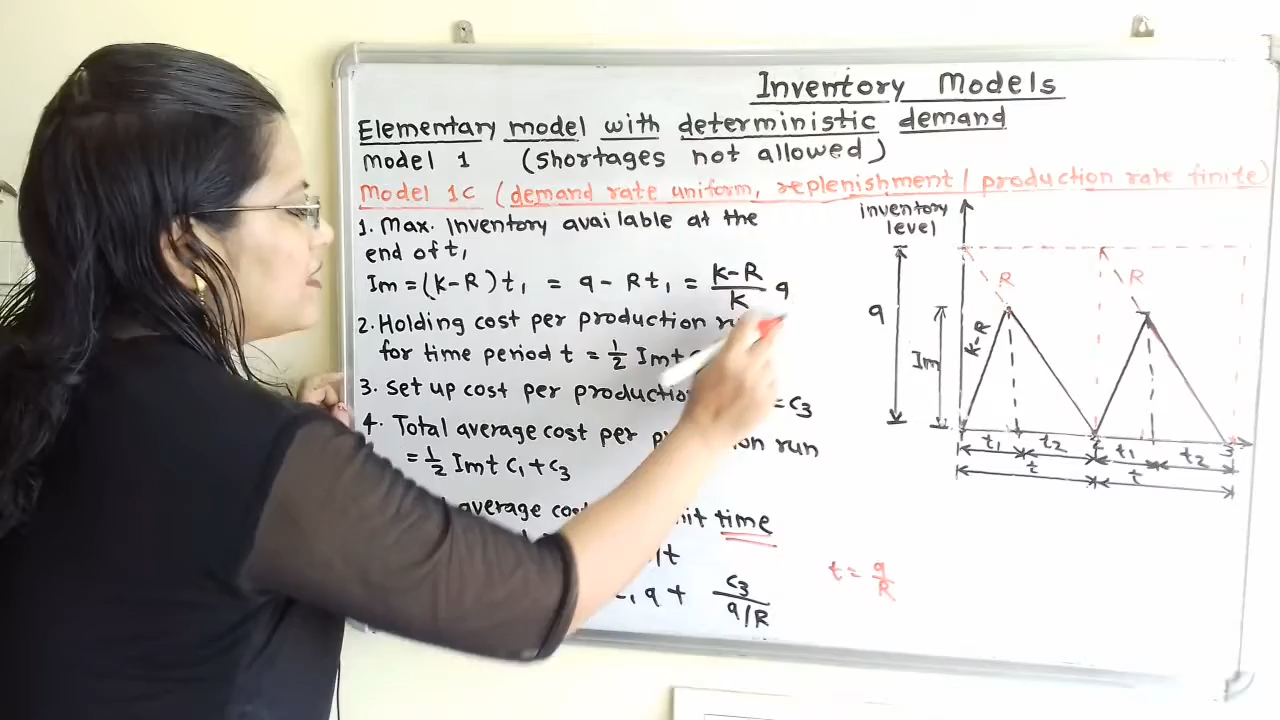 Inventory Models
Elementary model with deterministic demand
Model 1 (shortages not allowed)
Model 1C (demand rate uniform, replenishment / production rate finite)
1. Max. Inventory available at the
end of t₁
Im = (K-R) t₁ = q - Rt₁ = K-R/K q
2. Holding cost per production
for time period t = ½ Imt
3. set up cost per = C₃
4. Total average cost per run
= ½ Imt C₁ + C₃
average time
/t
q + C₃/q/R
inventory
level
q
Im
K-R
R
R
t₁ t₂ t₁ t₂
t t
t = q/R